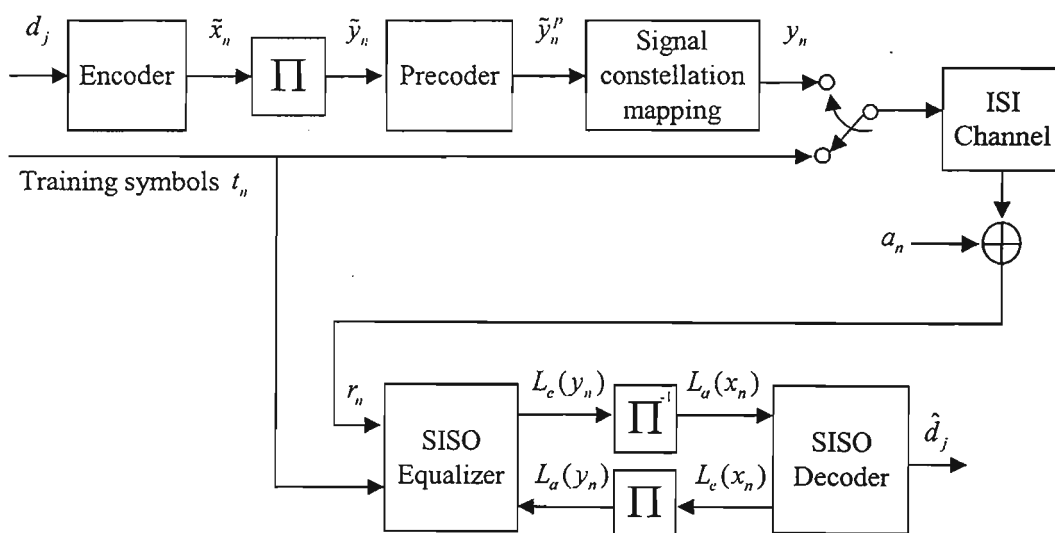 d_j
x̃_n
ỹ_n
ỹ_n^p
y_n
Encoder
Π
Precoder
Signal
constellation
mapping
ISI
Channel
Training symbols t_n
a_n
r_n
L_e(y_n)
L_a(x_n)
Π^-1
SISO
Equalizer
SISO
Decoder
d̂_j
L_a(y_n)
L_e(x_n)
Π